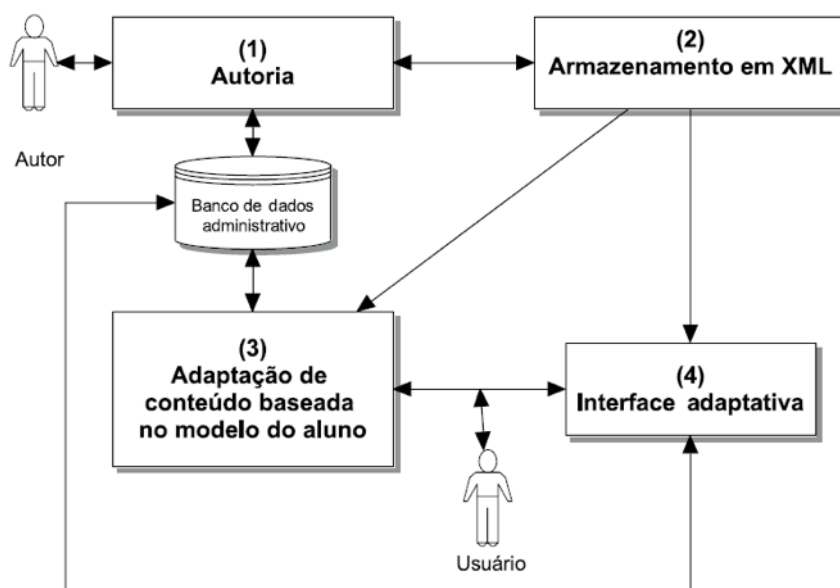 (1)
Autoria
(2)
Armazenamento em XML
Autor
Banco de dados
administrativo
(3)
Adaptação de
conteúdo baseada
no modelo do aluno
(4)
Interface adaptativa
Usuário